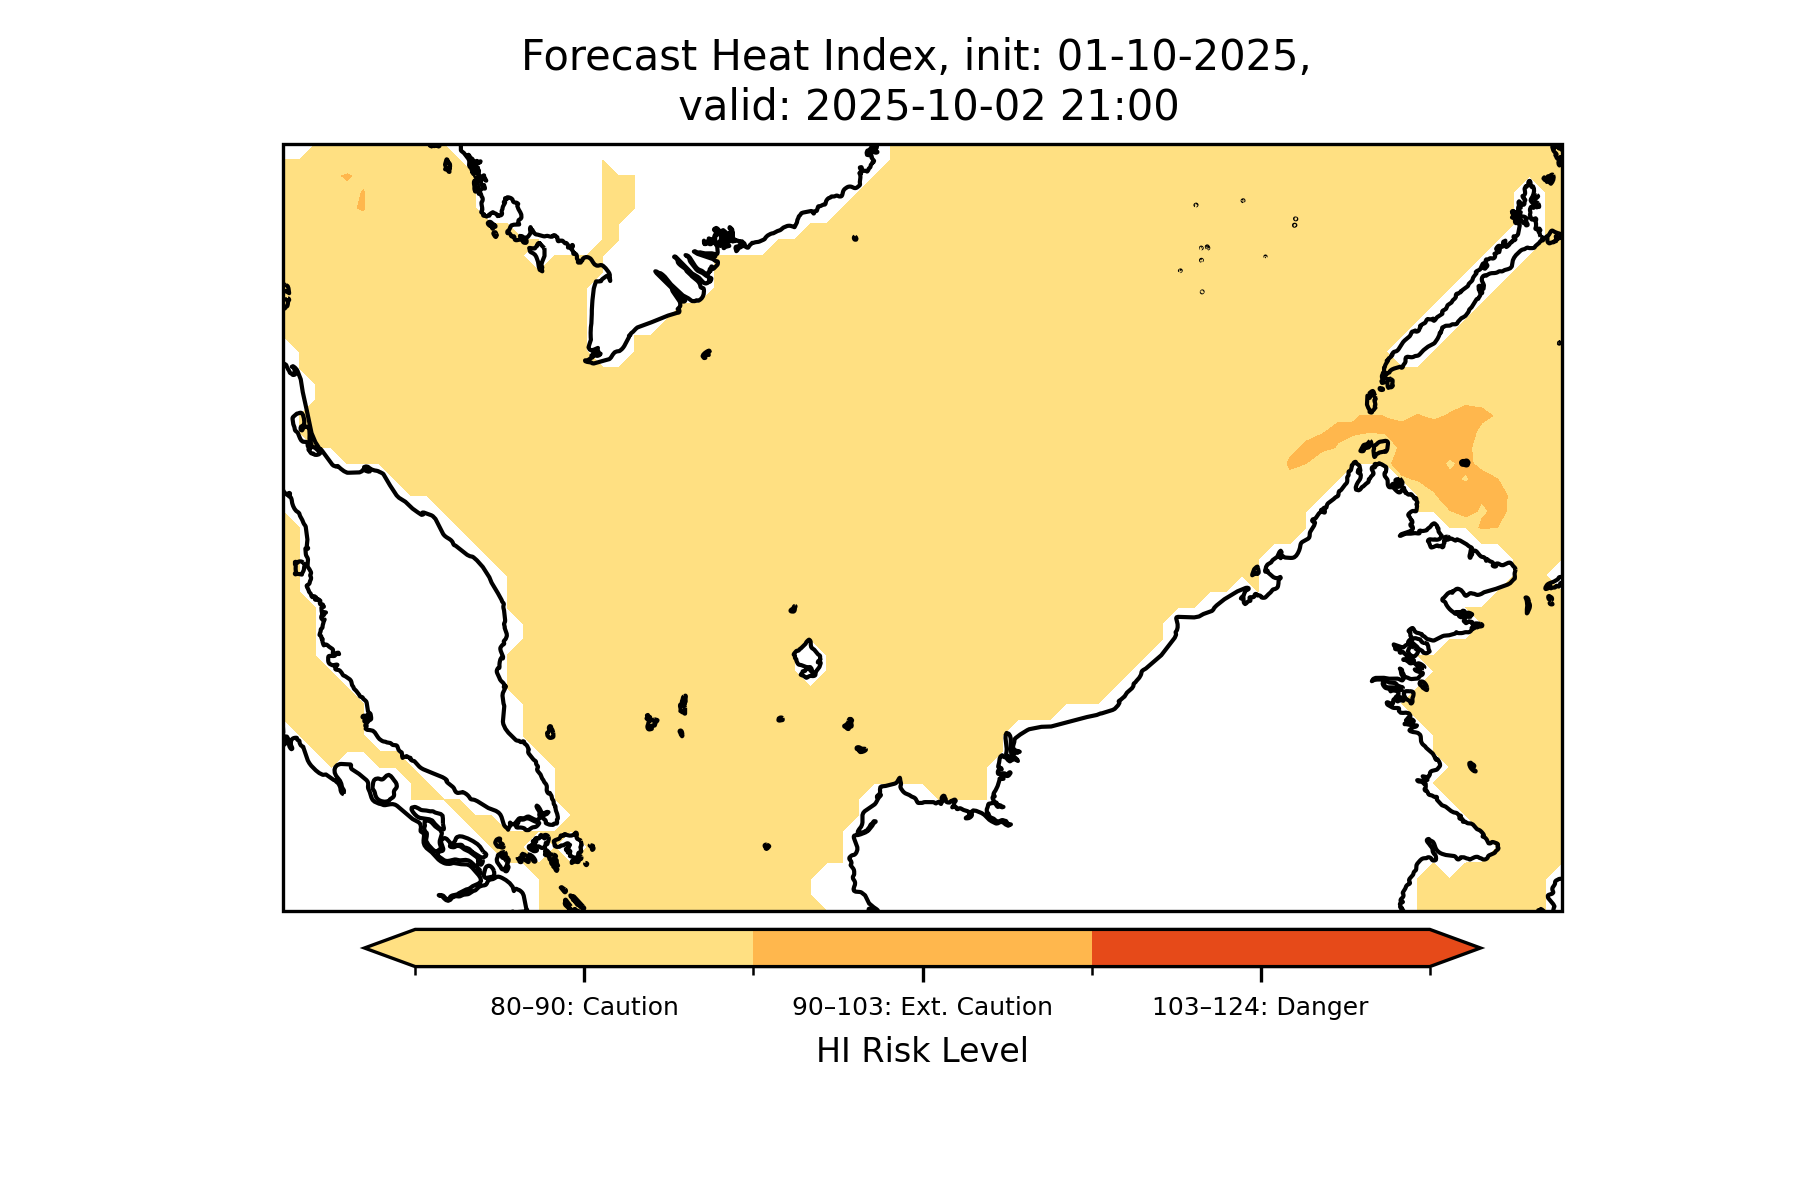 Forecast Heat Index, init: 01-10-2025,
valid: 2025-10-02 21:00
80–90: Caution
90–103: Ext. Caution
103–124: Danger
HI Risk Level